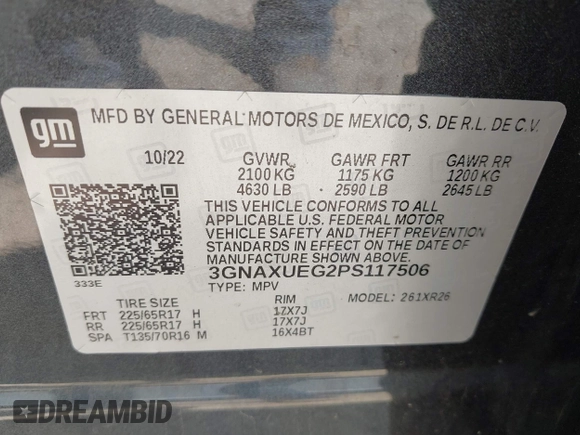 gm
MFD BY GENERAL MOTORS DE MEXICO, S. DE R.L. DE C.V.
10/22 GVWR GAWR FRT GAWR RR
2100 KG 1175 KG 1200 KG
4630 LB 2590 LB 2645 LB
THIS VEHICLE CONFORMS TO ALL
APPLICABLE U.S. FEDERAL MOTOR
VEHICLE SAFETY AND THEFT PREVENTION
STANDARDS IN EFFECT ON THE DATE OF
MANUFACTURE SHOWN ABOVE.
333E 3GNAXUEG2PS117506
TYPE: MPV MODEL: 261XR26
TIRE SIZE RIM
FRT 225/65R17 H 17X7J
RR 225/65R17 H 17X7J
SPA T135/70R16 M 16X4BT
DREAMBID